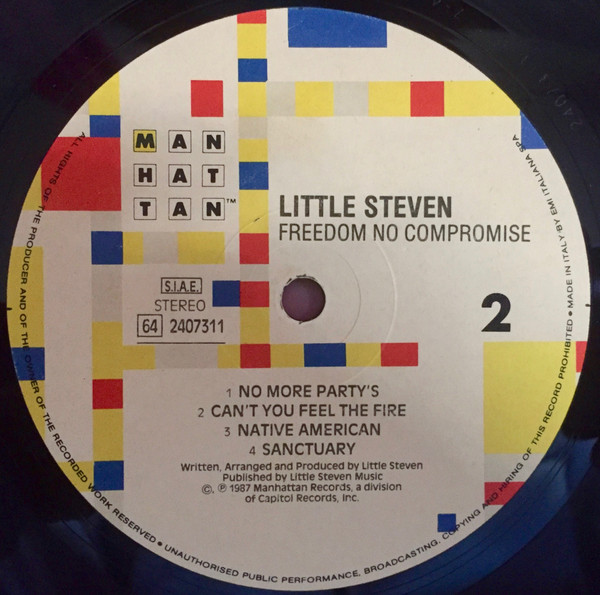 MAN
HAT
TAN™
LITTLE STEVEN
FREEDOM NO COMPROMISE
S.I.A.E.
STEREO
64 2407311
2
1 NO MORE PARTY'S
2 CAN'T YOU FEEL THE FIRE
3 NATIVE AMERICAN
4 SANCTUARY
Written, Arranged and Produced by Little Steven
Published by Little Steven Music
©, ℗ 1987 Manhattan Records, a division
of Capitol Records, Inc.
ALL RIGHTS OF THE PRODUCER AND OF THE OWNER OF THE RECORDED WORK RESERVED • UNAUTHORISED PUBLIC PERFORMANCE, BROADCASTING, COPYING AND HIRING OF THIS RECORD PROHIBITED • MADE IN ITALY BY EMI ITALIANA SPA